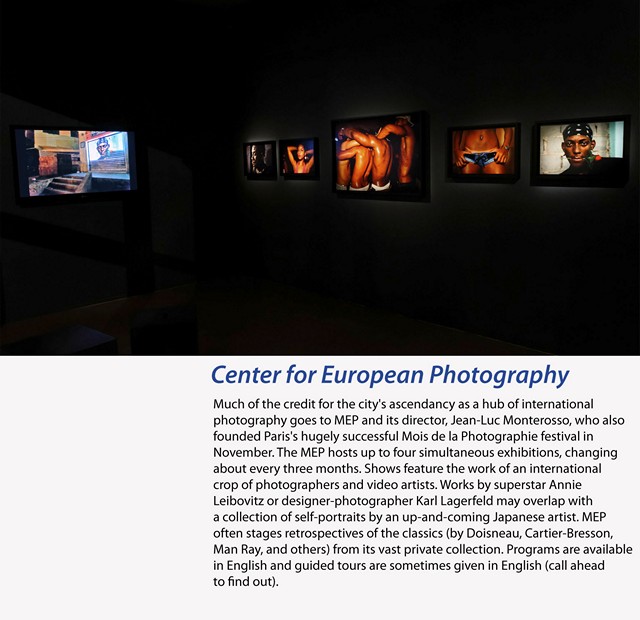 Center for European Photography
Much of the credit for the city's ascendancy as a hub of international
photography goes to MEP and its director, Jean-Luc Monterosso, who also
founded Paris's hugely successful Mois de la Photographie festival in
November. The MEP hosts up to four simultaneous exhibitions, changing
about every three months. Shows feature the work of an international
crop of photographers and video artists. Works by superstar Annie
Leibovitz or designer-photographer Karl Lagerfeld may overlap with
a collection of self-portraits by an up-and-coming Japanese artist. MEP
often stages retrospectives of the classics (by Doisneau, Cartier-Bresson,
Man Ray, and others) from its vast private collection. Programs are available
in English and guided tours are sometimes given in English (call ahead
to find out).